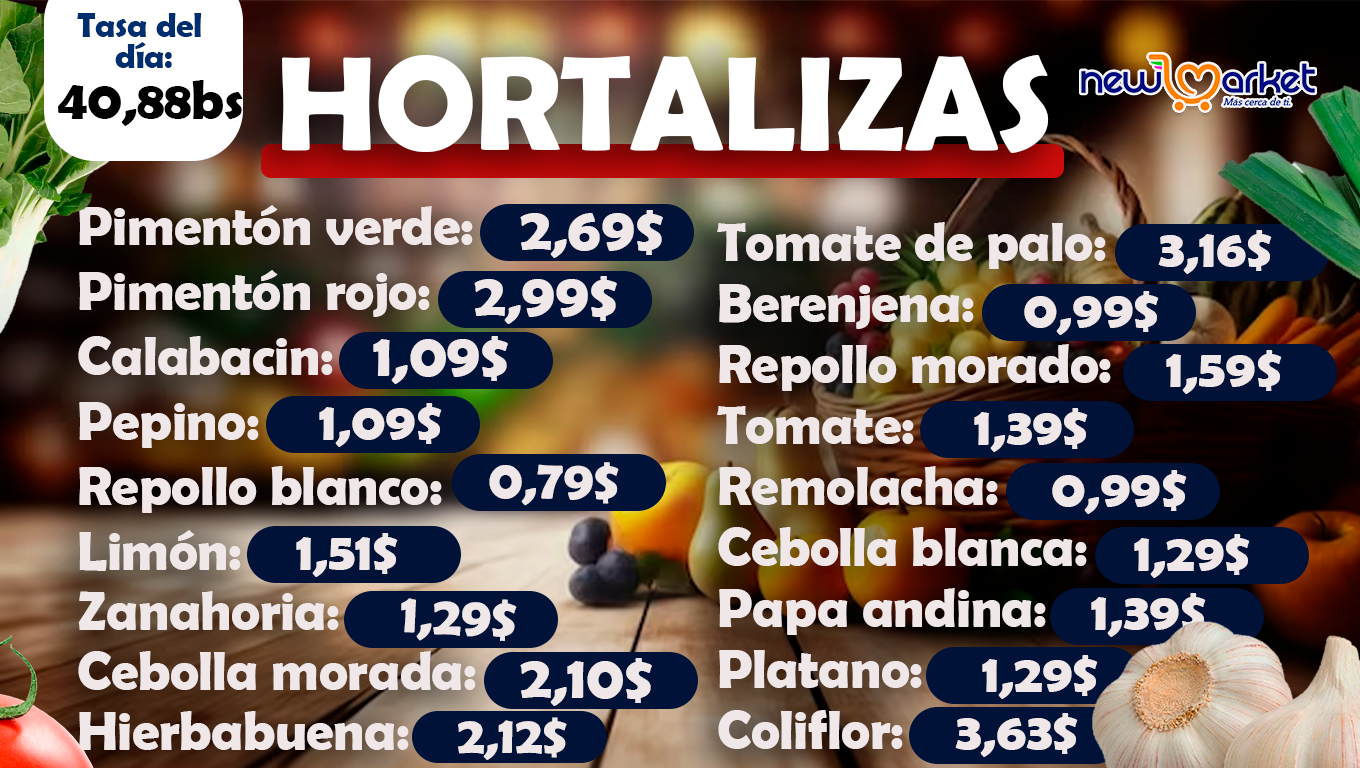 Tasa del
día:
40,88bs
HORTALIZAS
new market
Más cerca de ti.
Pimentón verde: 2,69$
Pimentón rojo: 2,99$
Calabacin: 1,09$
Pepino: 1,09$
Repollo blanco: 0,79$
Limón: 1,51$
Zanahoria: 1,29$
Cebolla morada: 2,10$
Hierbabuena: 2,12$
Tomate de palo: 3,16$
Berenjena: 0,99$
Repollo morado: 1,59$
Tomate: 1,39$
Remolacha: 0,99$
Cebolla blanca: 1,29$
Papa andina: 1,39$
Platano: 1,29$
Coliflor: 3,63$